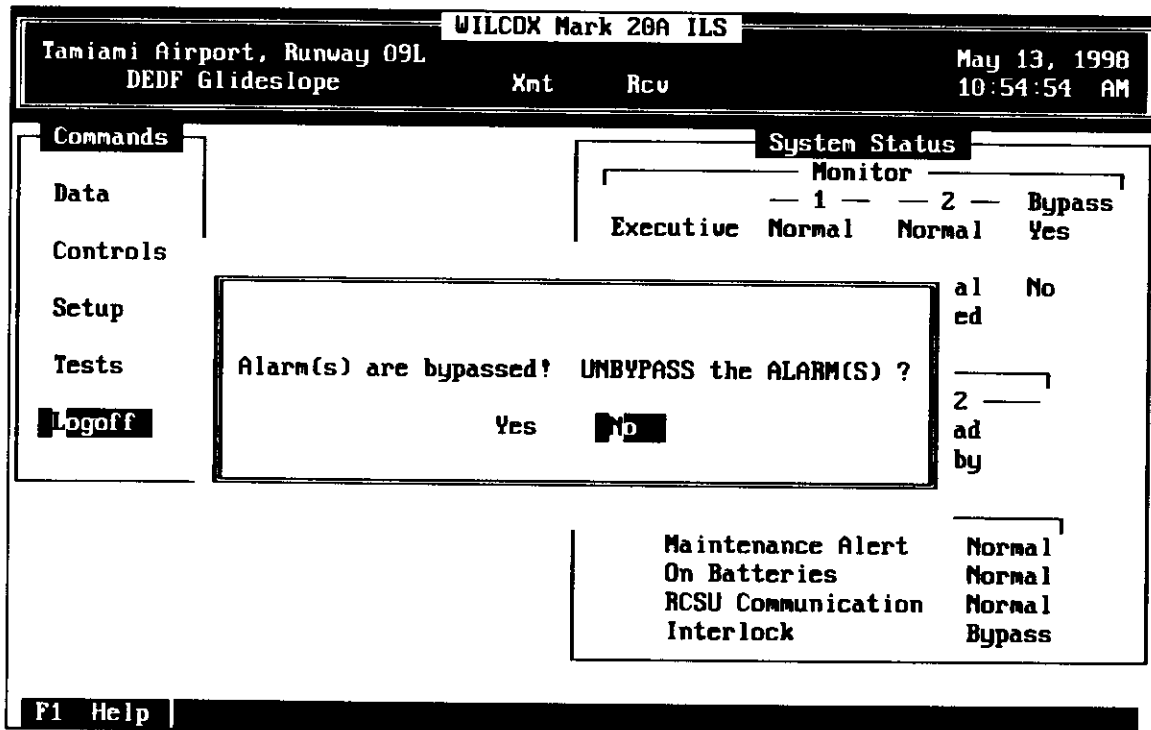 WILCOX Mark 20A ILS
Tamiami Airport, Runway 09L
May 13, 1998
DEDF Glideslope Xmt Rcv
10:54:54 AM
Commands
System Status
Monitor
Data
— 1 — — 2 — Bypass
Executive Normal Normal Yes
Controls
al No
Setup
ed
Tests
Alarm(s) are bypassed! UNBYPASS the ALARM(S) ?
2 —
Logoff
Yes No
ad
by
Maintenance Alert Normal
On Batteries Normal
RCSU Communication Normal
Interlock Bypass
F1 Help